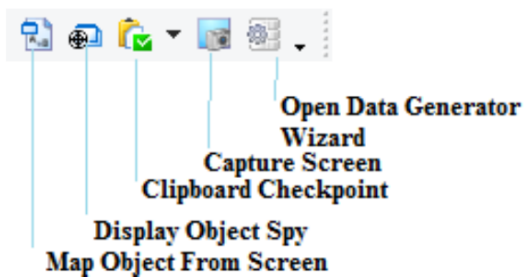 Open Data Generator
Wizard
Capture Screen
Clipboard Checkpoint
Display Object Spy
Map Object From Screen